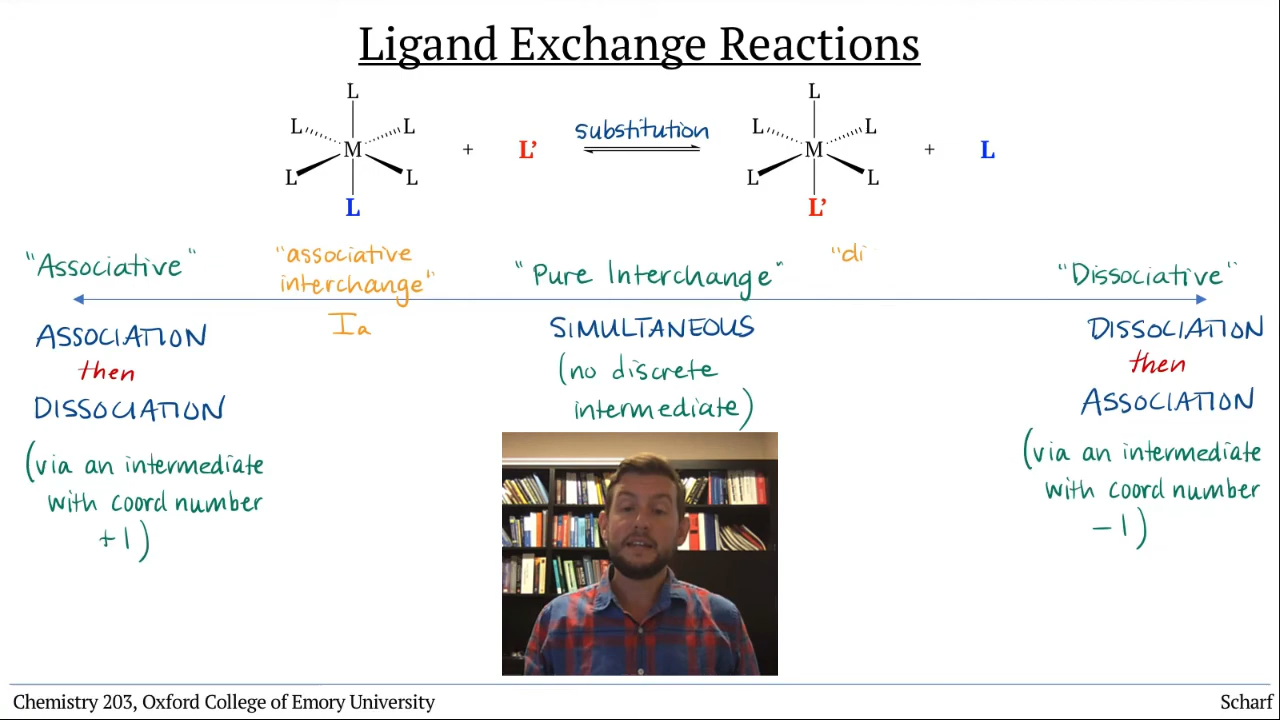 Ligand Exchange Reactions
L
L L
M
L L
L
+
L’
substitution
L
L L
M
L L
L’
+
L
"Associative"
"associative
interchange"
Ia
"Pure Interchange"
"di
"Dissociative"
ASSOCIATION
then
DISSOCIATION
(via an intermediate
with coord number
+1)
SIMULTANEOUS
(no discrete
intermediate)
DISSOCIATION
then
ASSOCIATION
(via an intermediate
with coord number
-1)
Chemistry 203, Oxford College of Emory University
Scharf